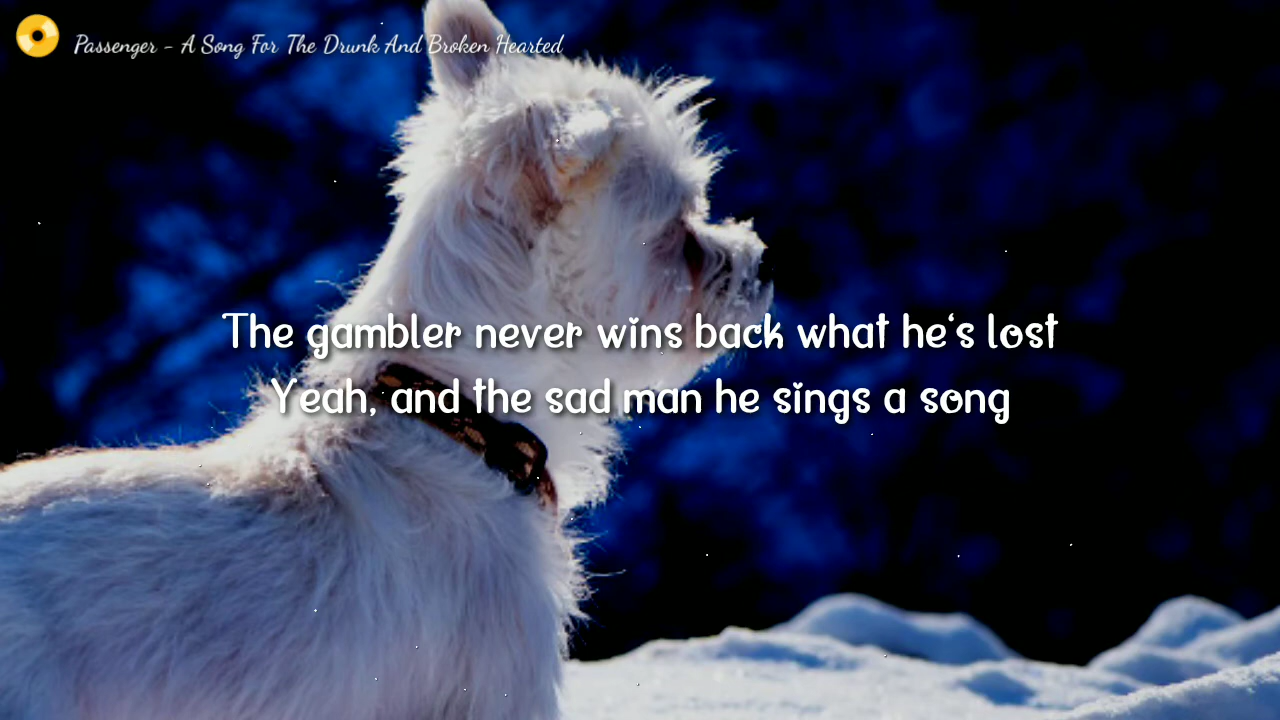 Passenger - A Song For The Drunk And Broken Hearted
The gambler never wins back what he's lost
Yeah, and the sad man he sings a song